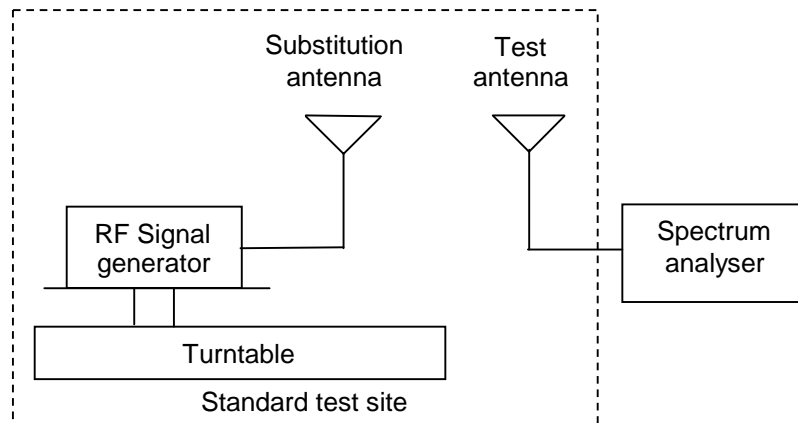 Substitution
antenna
Test
antenna
RF Signal
generator
Spectrum
analyser
Turntable
Standard test site